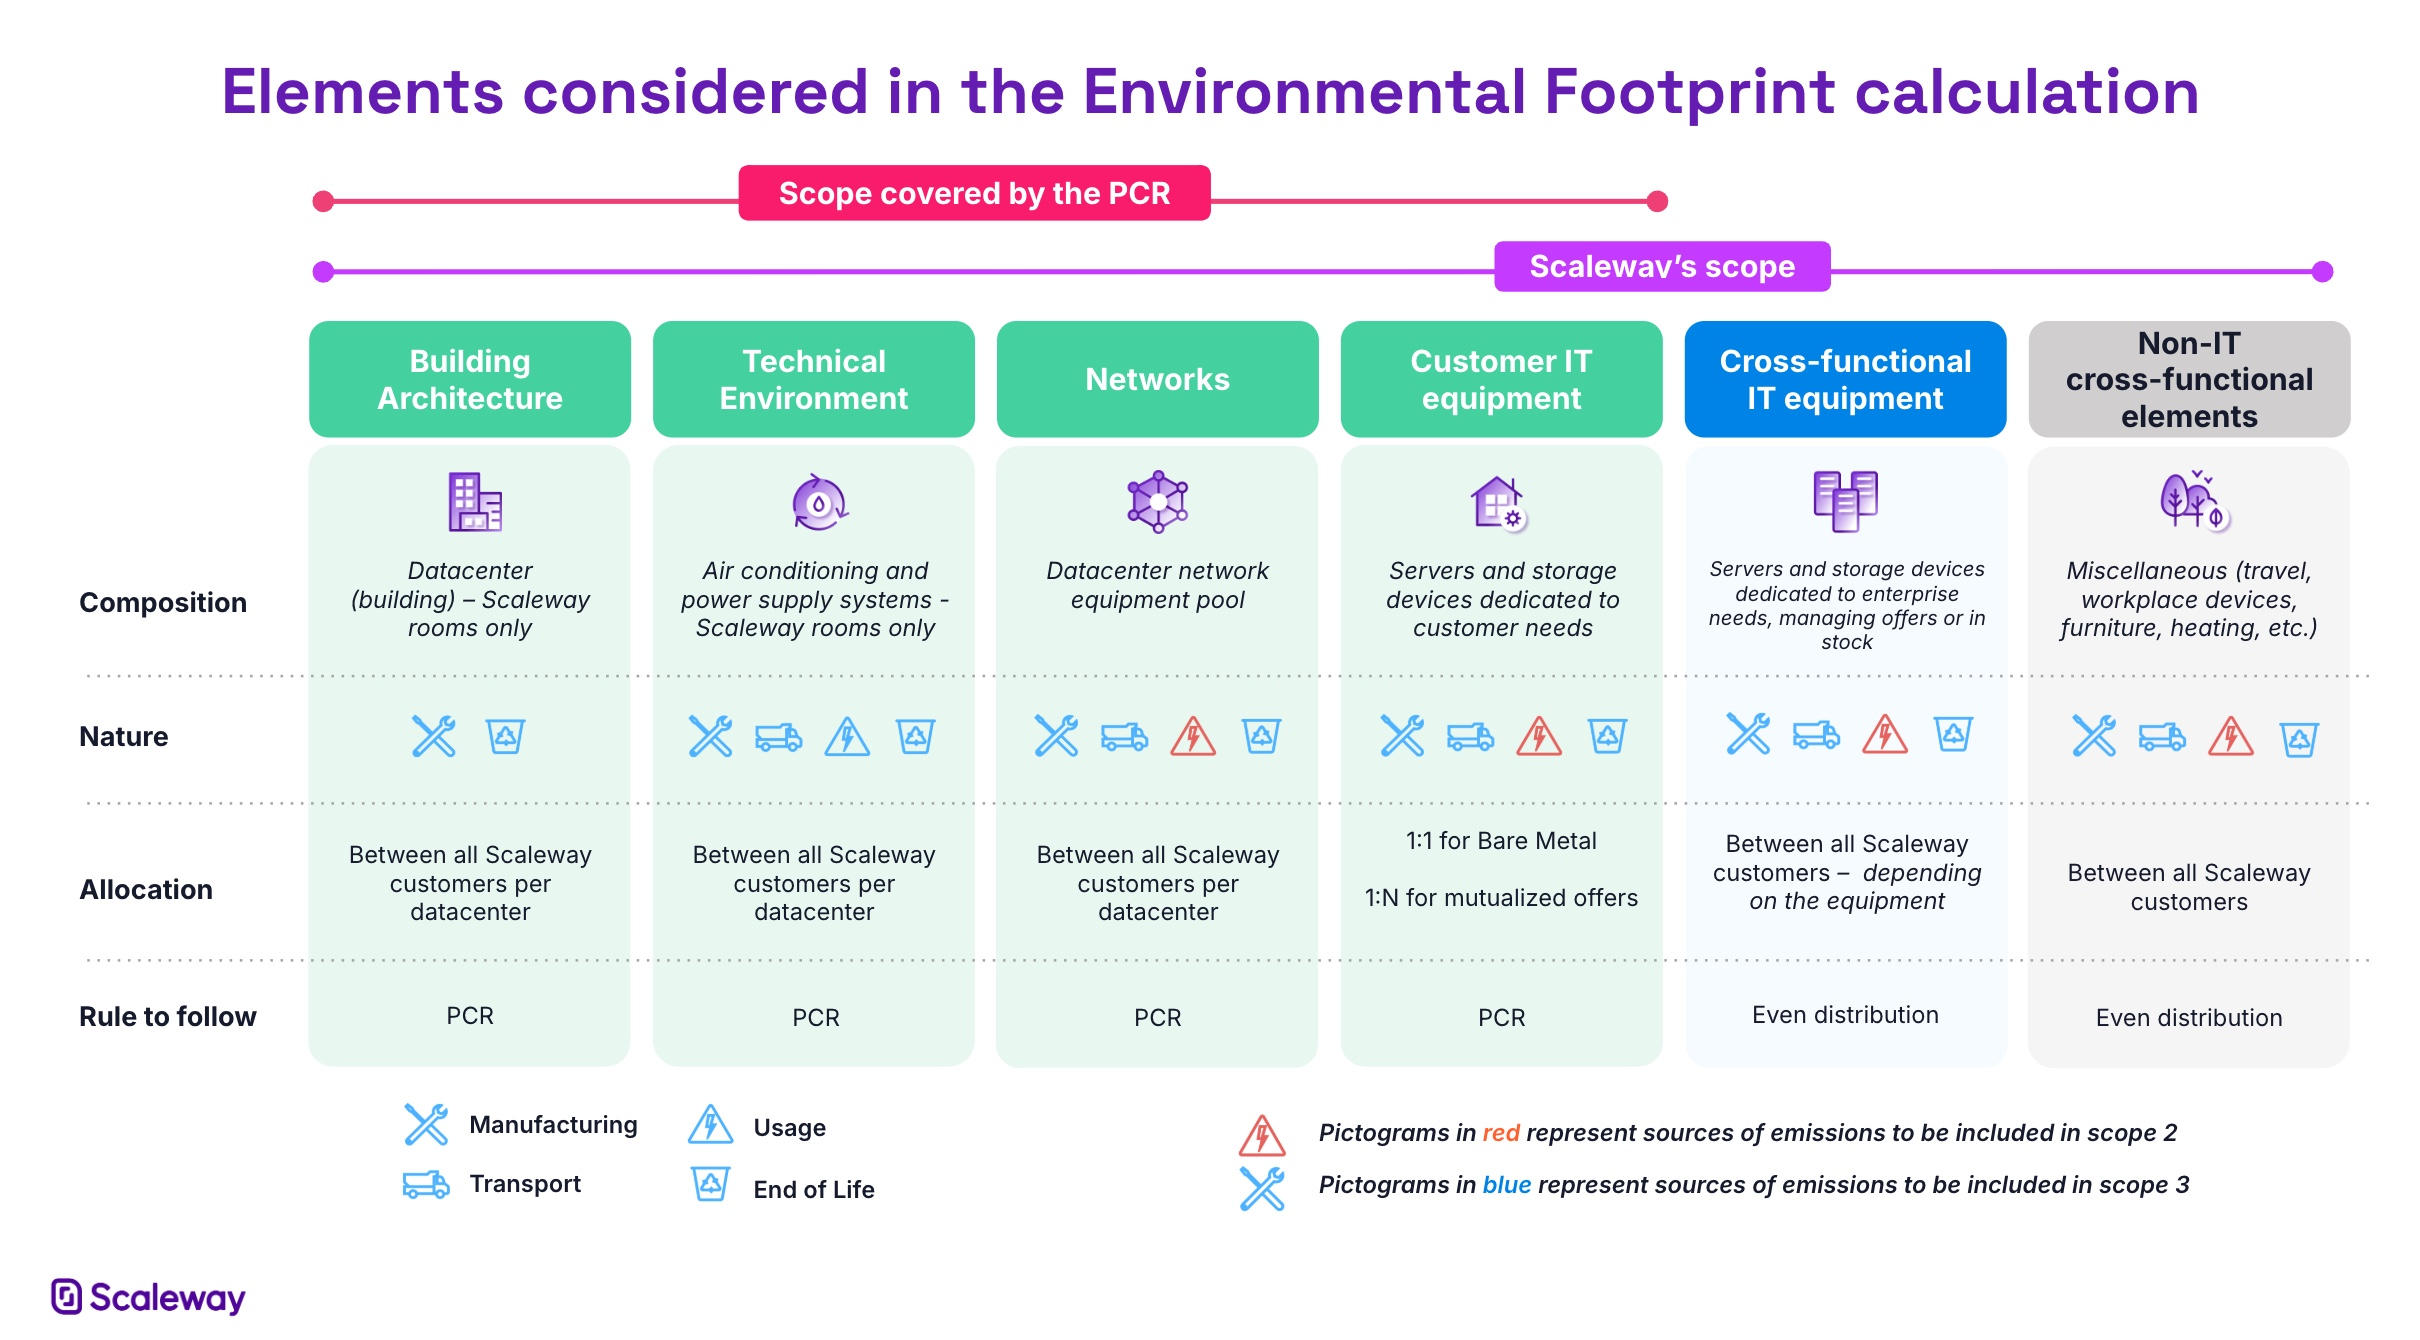 Elements considered in the Environmental Footprint calculation
Scope covered by the PCR
Scalewav's scope
Building
Architecture
Technical
Environment
Networks
Customer IT
equipment
Cross-functional
IT equipment
Non-IT
cross-functional
elements
Composition
Datacenter
(building) – Scaleway
rooms only
Air conditioning and
power supply systems -
Scaleway rooms only
Datacenter network
equipment pool
Servers and storage
devices dedicated to
customer needs
Servers and storage devices
dedicated to enterprise
needs, managing offers or in
stock
Miscellaneous (travel,
workplace devices,
furniture, heating, etc.)
Nature
Allocation
Between all Scaleway
customers per
datacenter
Between all Scaleway
customers per
datacenter
Between all Scaleway
customers per
datacenter
1:1 for Bare Metal
1:N for mutualized offers
Between all Scaleway
customers – depending
on the equipment
Between all Scaleway
customers
Rule to follow
PCR
PCR
PCR
PCR
Even distribution
Even distribution
Manufacturing
Usage
Transport
End of Life
Pictograms in red represent sources of emissions to be included in scope 2
Pictograms in blue represent sources of emissions to be included in scope 3
Scaleway